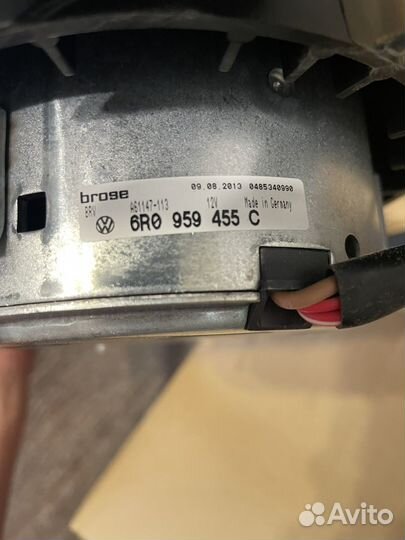 brose 09.08.2013 0485340990
BRV A61147-113 12V Made in Germany
6R0 959 455 C
Avito